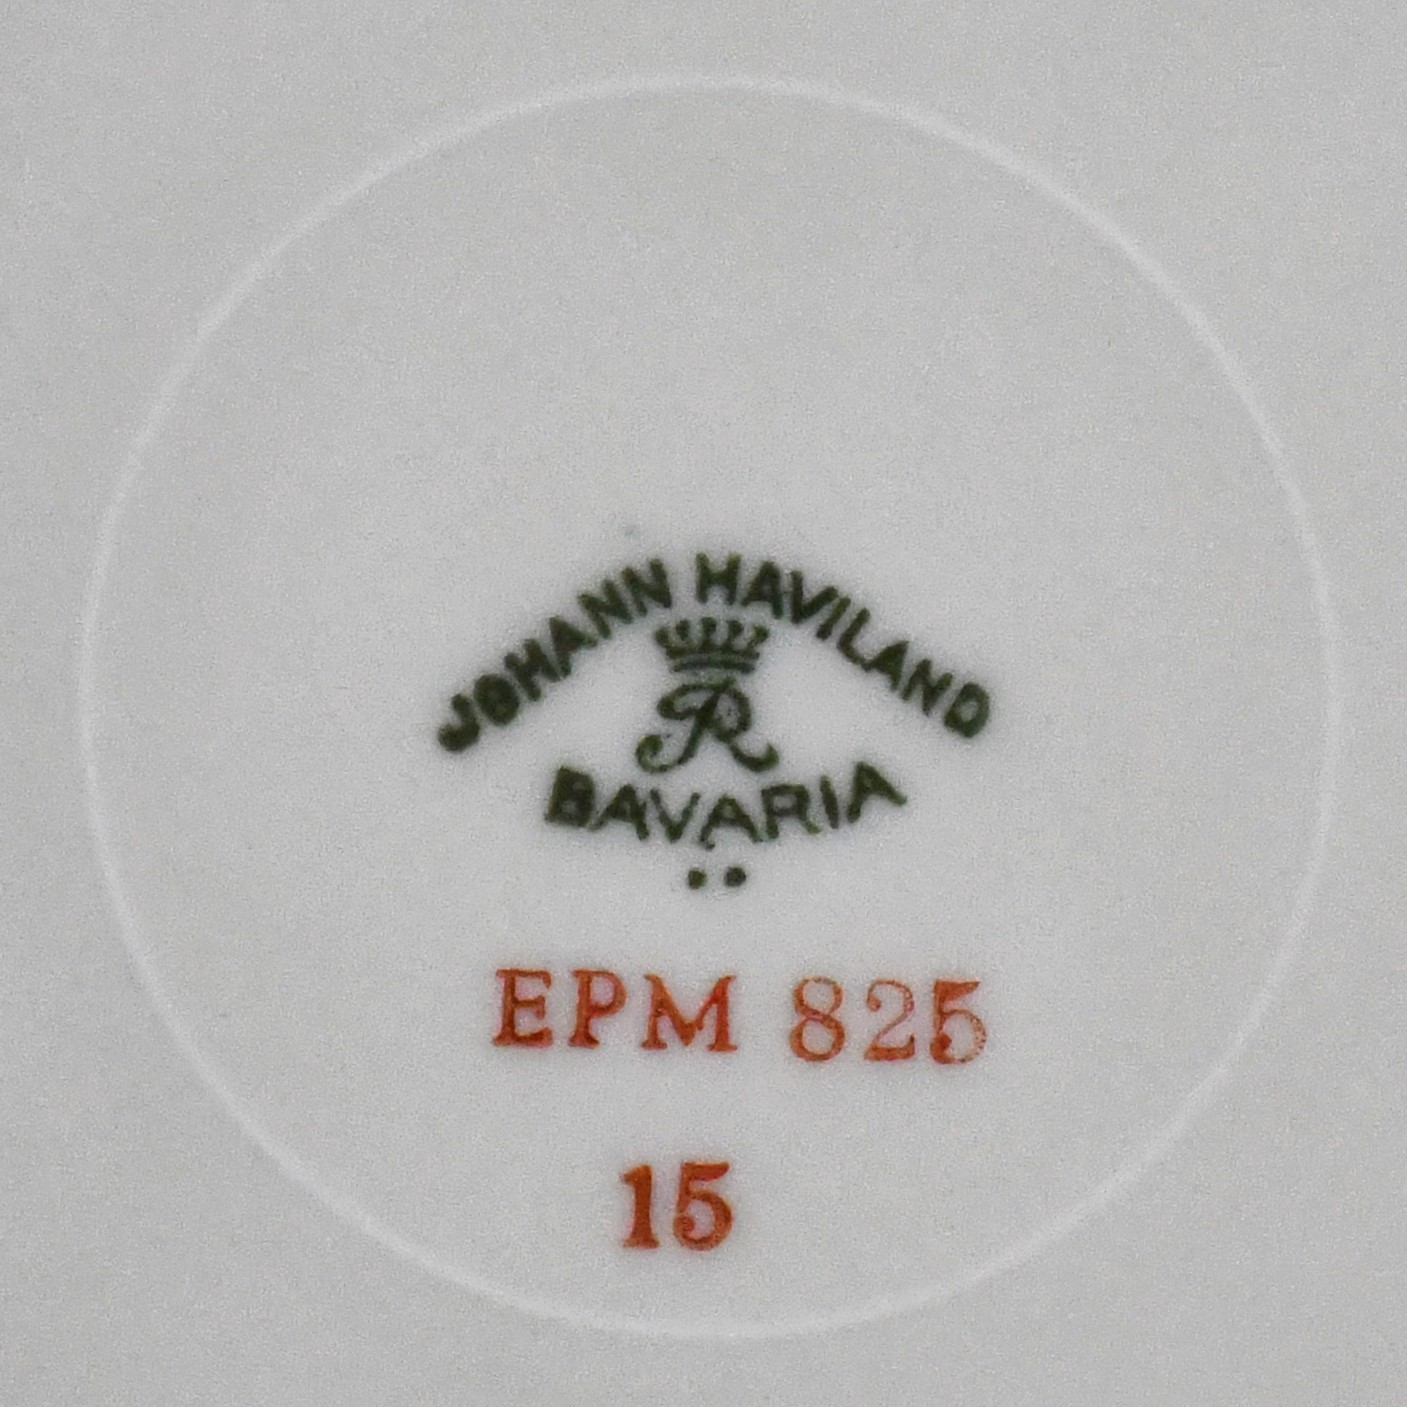 JOHANN HAVILAND
R
BAVARIA
EPM 825
15